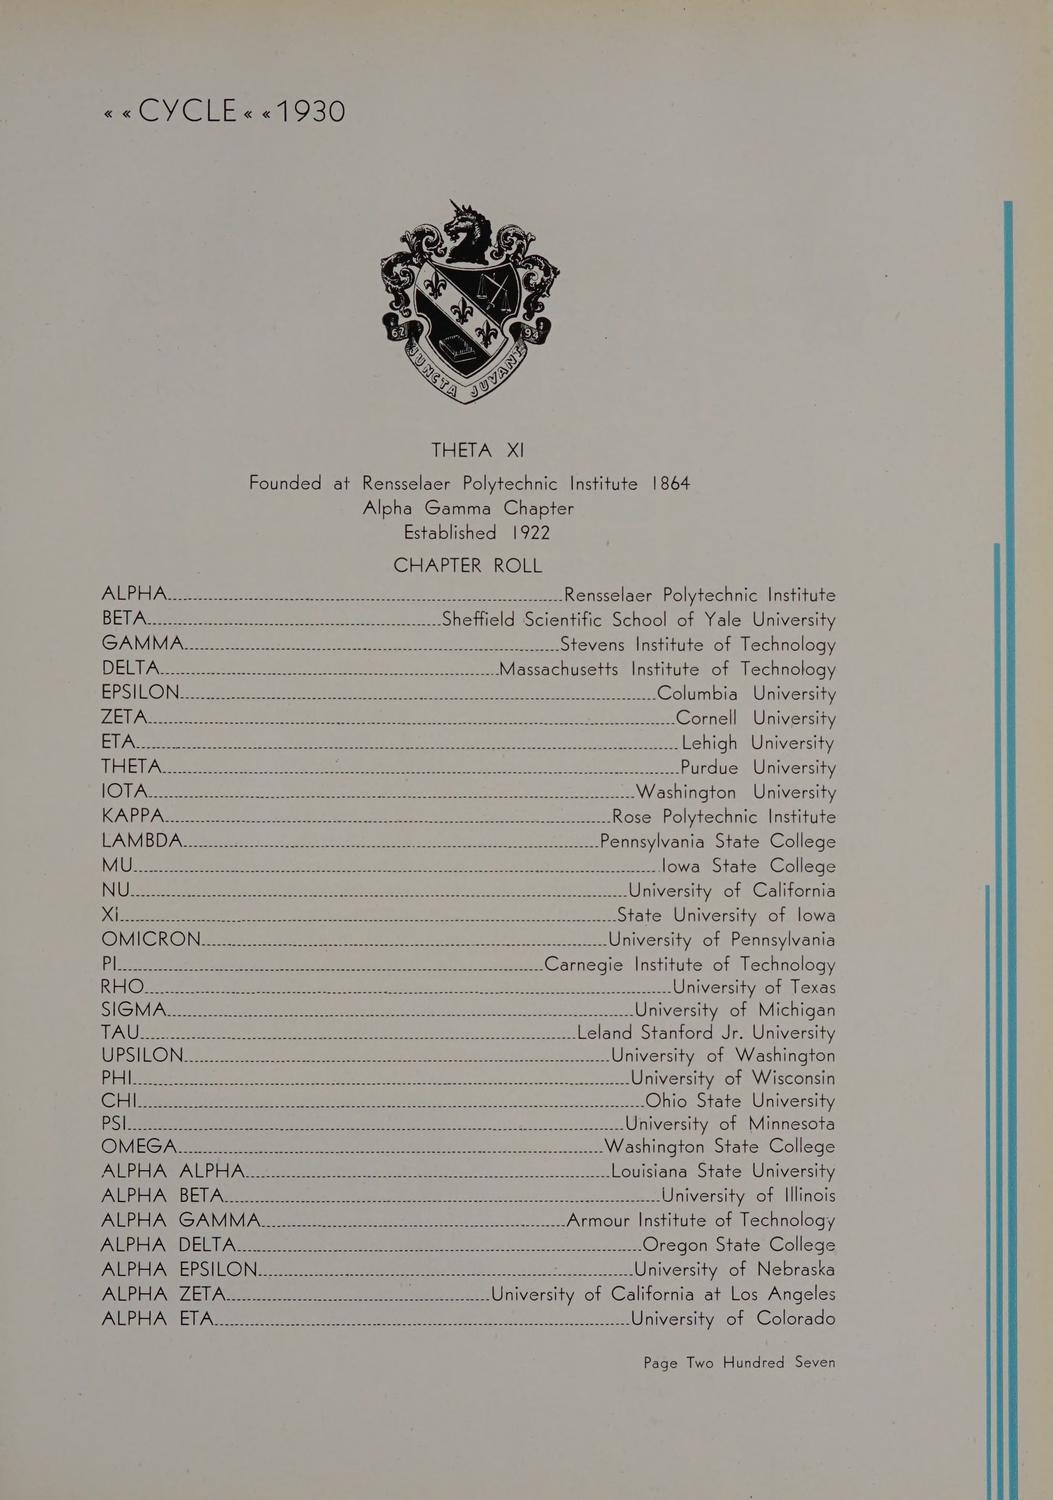 « « CYCLE « « 1930
62 94
JUNCTA JUVANT
THETA XI
Founded at Rensselaer Polytechnic Institute 1864
Alpha Gamma Chapter
Established 1922
CHAPTER ROLL
ALPHA Rensselaer Polytechnic Institute
BETA Sheffield Scientific School of Yale University
GAMMA Stevens Institute of Technology
DELTA Massachusetts Institute of Technology
EPSILON Columbia University
ZETA Cornell University
ETA Lehigh University
THETA Purdue University
IOTA Washington University
KAPPA Rose Polytechnic Institute
LAMBDA Pennsylvania State College
MU Iowa State College
NU University of California
Xi State University of Iowa
OMICRON University of Pennsylvania
PI Carnegie Institute of Technology
RHO University of Texas
SIGMA University of Michigan
TAU Leland Stanford Jr. University
UPSILON University of Washington
PHI University of Wisconsin
CHI Ohio State University
PSI University of Minnesota
OMEGA Washington State College
ALPHA ALPHA Louisiana State University
ALPHA BETA University of Illinois
ALPHA GAMMA Armour Institute of Technology
ALPHA DELTA Oregon State College
ALPHA EPSILON University of Nebraska
ALPHA ZETA University of California at Los Angeles
ALPHA ETA University of Colorado
Page Two Hundred Seven